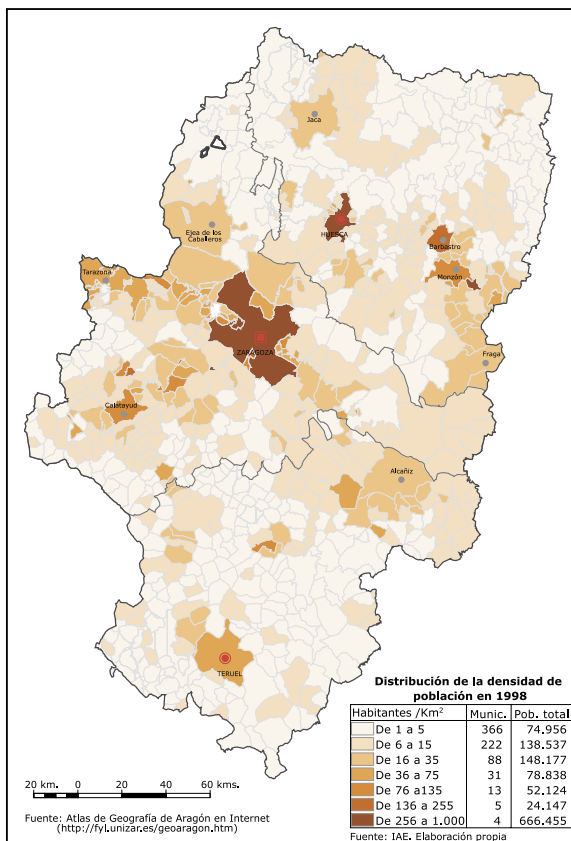 Jaca
HUESCA
Ejea de los
Caballeros
Barbastro
Monzón
Tarazona
ZARAGOZA
Fraga
Calatayud
Alcañiz
TERUEL
Distribución de la densidad de
población en 1998
Habitantes /Km² Munic. Pob. total
De 1 a 5 366 74.956
De 6 a 15 222 138.537
De 16 a 35 88 148.177
De 36 a 75 31 78.838
De 76 a135 13 52.124
De 136 a 255 5 24.147
De 256 a 1.000 4 666.455
Fuente: IAE. Elaboración propia
20 km. 0 20 40 60 kms.
Fuente: Atlas de Geografía de Aragón en Internet
(http://fyl.unizar.es/geoaragon.htm)